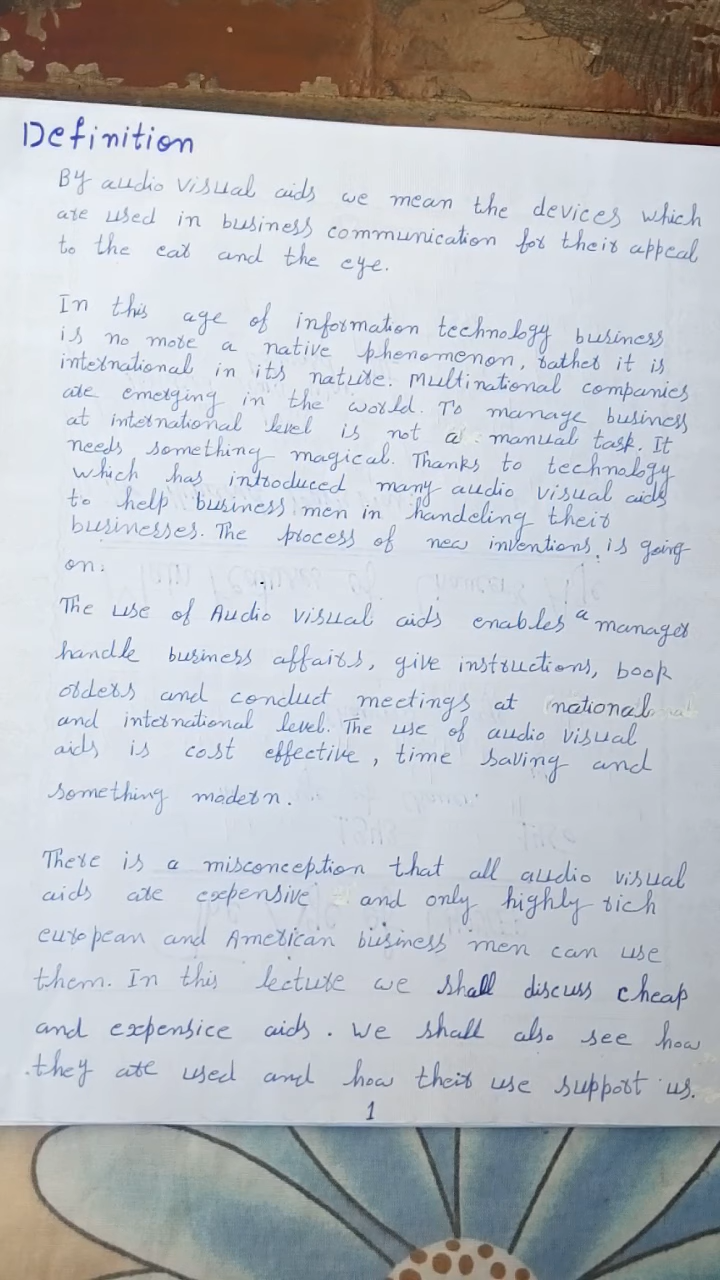 Definition
By audio visual aids we mean the devices which
are used in business communication for their appeal
to the ear and the eye.
In this age of information technology business
is no more a native phenomenon, rather it is
international in its nature. Multinational companies
are emerging in the world. To manage business
at international level is not a manual task. It
needs something magical. Thanks to technology
which has introduced many audio visual aids
to help business men in handeling their
businesses. The process of new inventions is going
on.
The use of Audio visual aids enables a manager
handle business affairs, give instructions, book
orders and conduct meetings at national
and international level. The use of audio visual
aids is cost effective, time saving and
something modern.
There is a misconception that all audio visual
aids are expensive and only highly rich
european and American business men can use
them. In this lecture we shall discuss cheap
and expensice aids. We shall also see how
they are used and how their use support us.
1